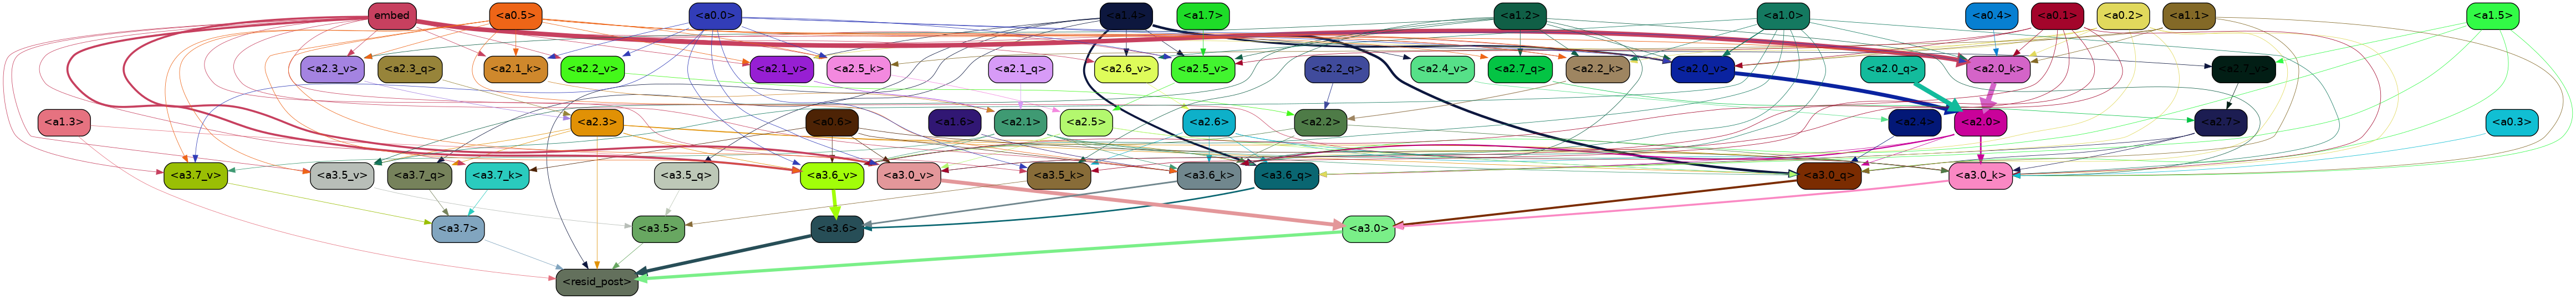 embed <a0.5> <a0.0> <a1.4> <a1.7> <a1.2> <a1.0> <a0.4> <a0.1> <a0.2> <a1.1> <a1.5>
<a2.3_v> <a2.3_q> <a2.1_k> <a2.2_v> <a2.1_v> <a2.5_k> <a2.1_q> <a2.6_v> <a2.5_v> <a2.2_q> <a2.4_v> <a2.7_q> <a2.2_k> <a2.0_v> <a2.0_q> <a2.0_k> <a2.7_v>
<a1.3> <a2.3> <a0.6> <a1.6> <a2.1> <a2.5> <a2.6> <a2.2> <a2.4> <a2.0> <a2.7> <a0.3>
<a3.7_v> <a3.5_v> <a3.7_q> <a3.7_k> <a3.5_q> <a3.6_v> <a3.0_v> <a3.5_k> <a3.6_k> <a3.6_q> <a3.0_q> <a3.0_k>
<a3.7> <a3.5> <a3.6> <a3.0>
<resid_post>